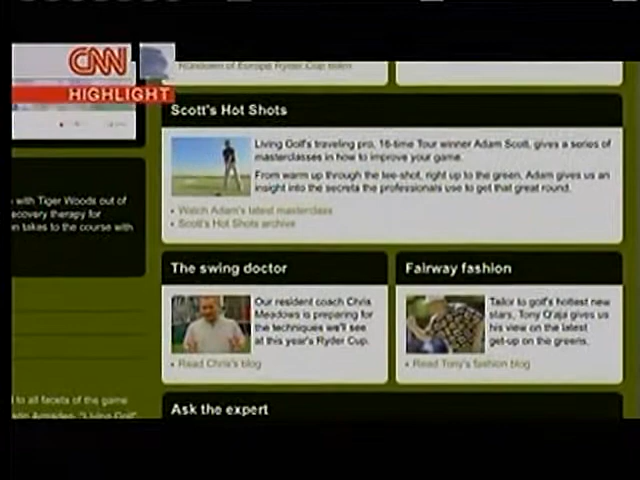 CNN
HIGHLIGHT
Rundown of Europe Ryder Cup team
Scott's Hot Shots
Living Golf's traveling pro, 16-time Tour winner Adam Scott, gives a series of
masterclasses in how to improve your game.
From warm up through the tee-shot, right up to the green, Adam gives us an
insight into the secrets the professionals use to get that great round.
• Watch Adam's latest masterclass
• Scott's Hot Shots archive
with Tiger Woods out of
ecovery therapy for
n takes to the course with
The swing doctor
Our resident coach Chris
Meadows is preparing for
the techniques we'll see
at this year's Ryder Cup.
• Read Chris's blog
Fairway fashion
Tailor to golf's hottest new
stars, Tony Q'aja gives us
his view on the latest
get-up on the greens.
• Read Tony's fashion blog
to all facets of the game
"Living Golf"
Ask the expert